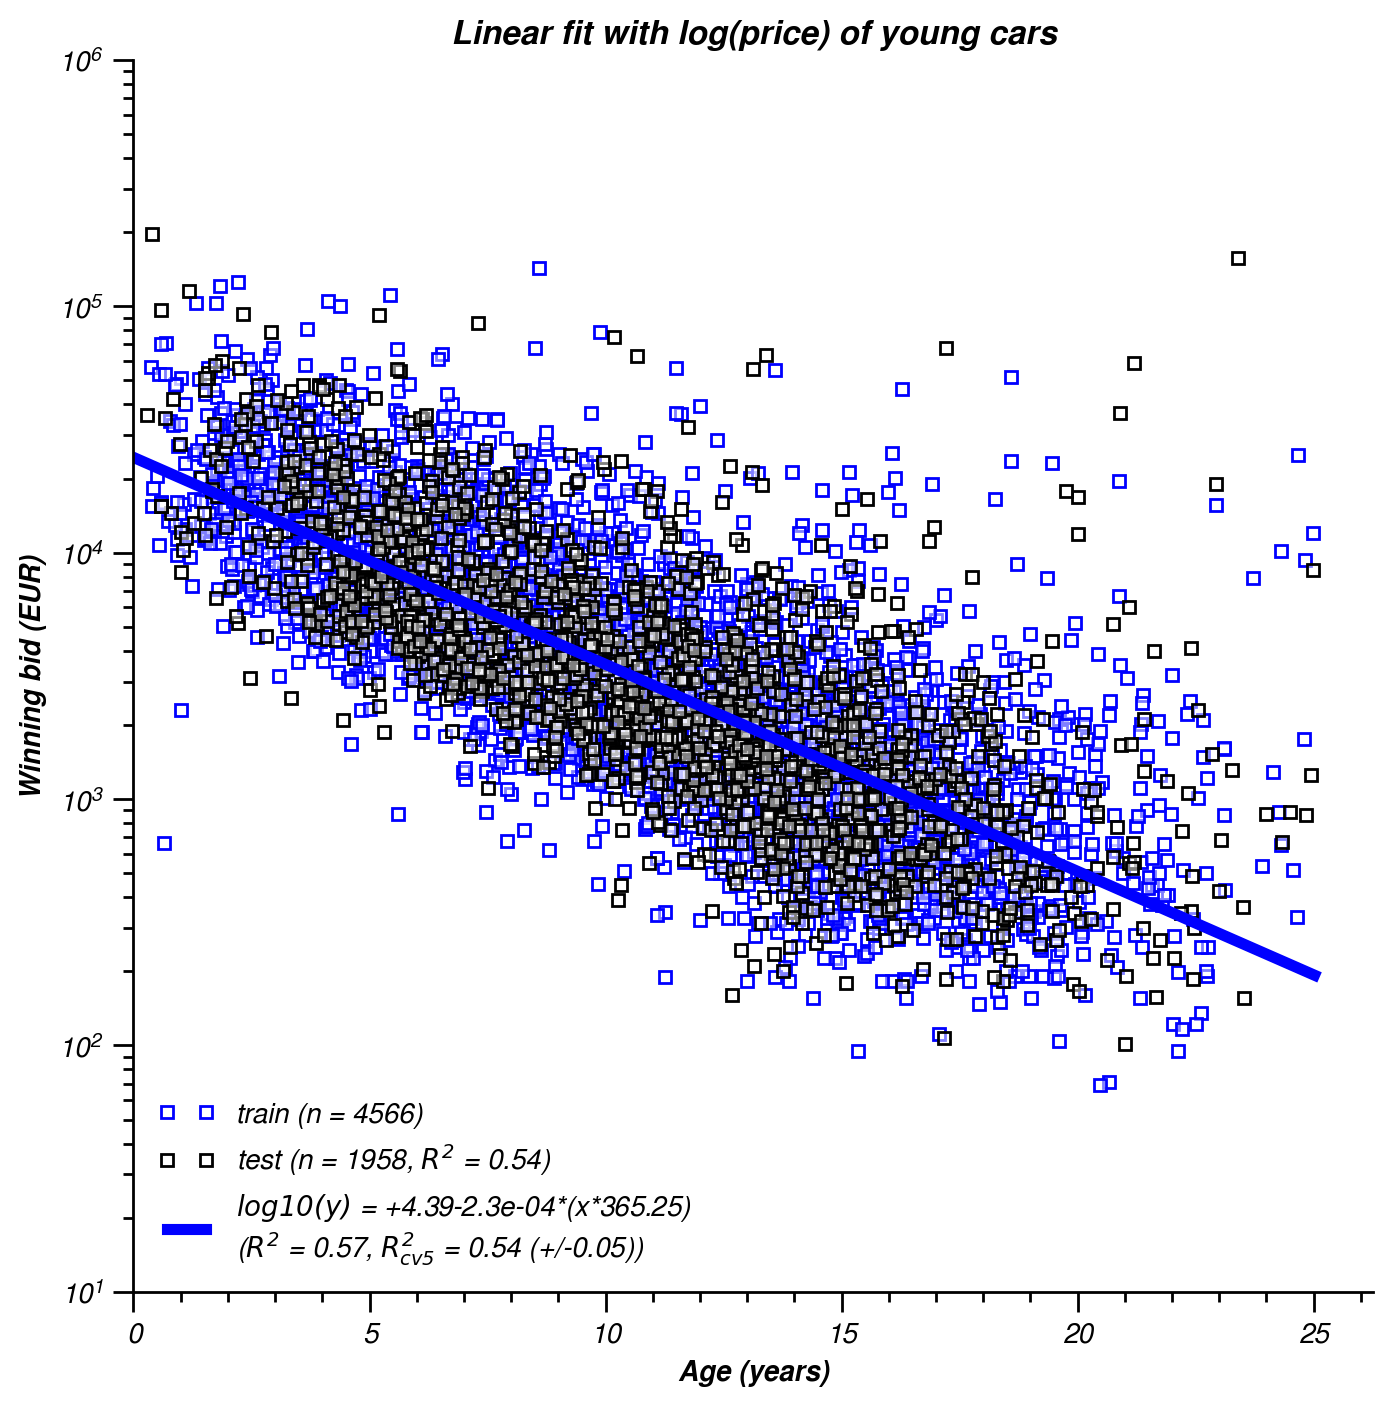 Linear fit with log(price) of young cars
10^6
10^5
10^4
10^3
10^2
10^1
Winning bid (EUR)
train (n = 4566)
test (n = 1958, R^2 = 0.54)
log10(y) = +4.39-2.3e-04*(x*365.25)
(R^2 = 0.57, R^2_cv5 = 0.54 (+/-0.05))
0 5 10 15 20 25
Age (years)